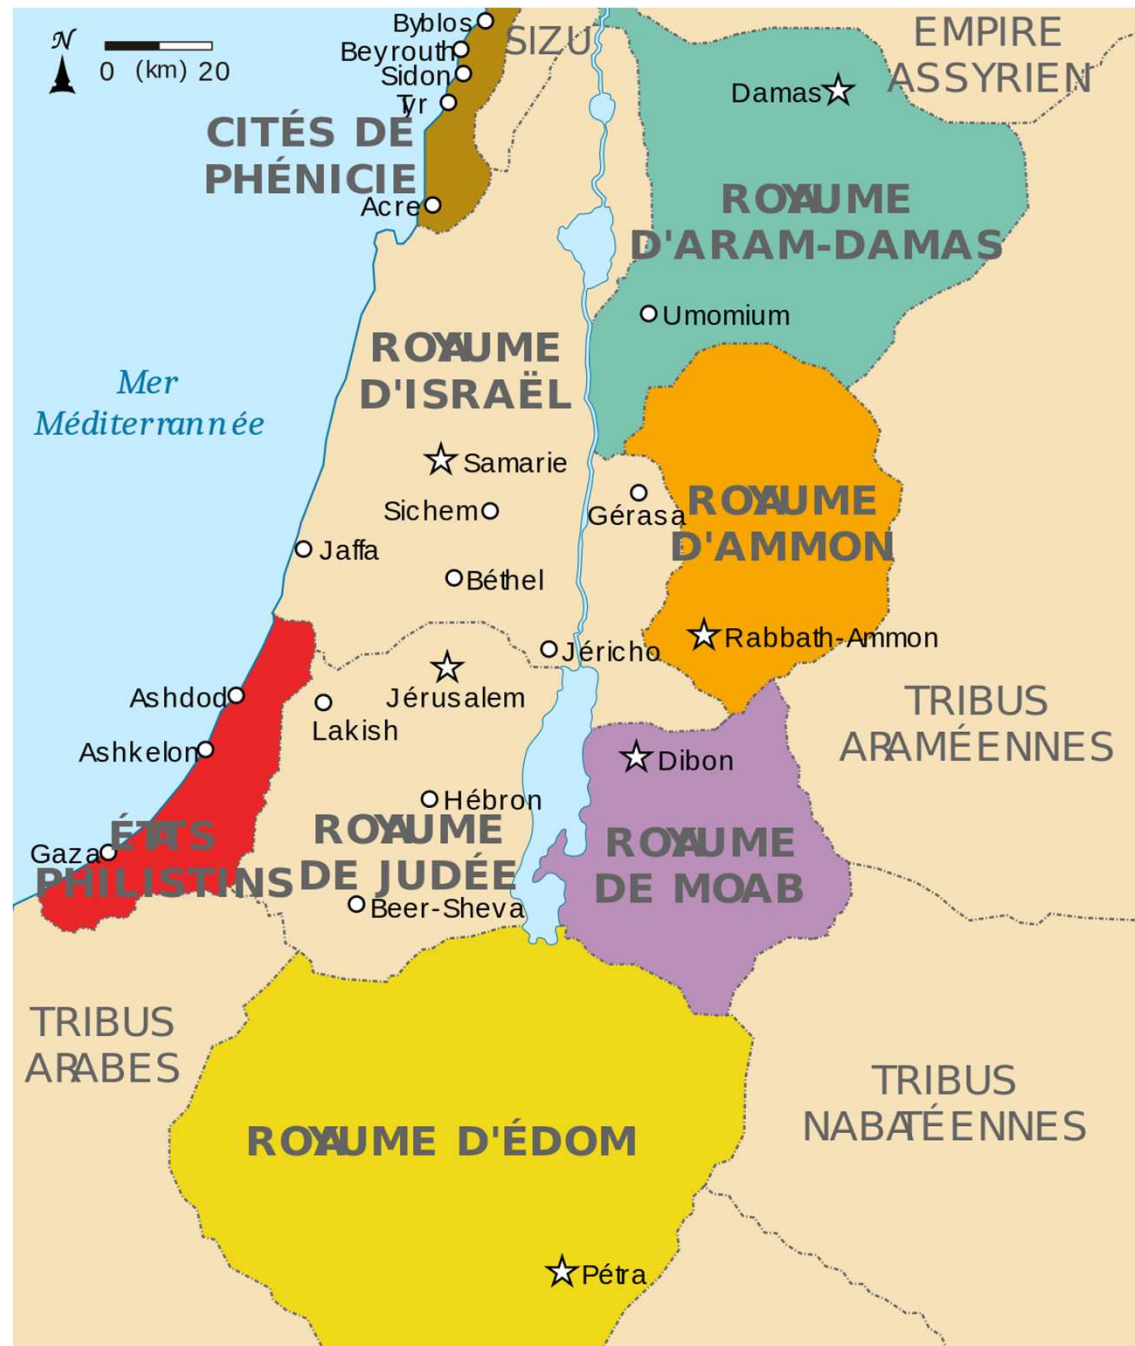 N
0 (km) 20
Byblos
Beyrouth
Sidon
Tyr
SIZU
EMPIRE
ASSYRIEN
Damas
CITÉS DE
PHÉNICIE
Acre
ROYAUME
D'ARAM-DAMAS
Umomium
ROYAUME
D'ISRAËL
Mer
Méditerrannée
Samarie
Sichem
Gérasa
ROYAUME
D'AMMON
Jaffa
Béthel
Rabbath-Ammon
Jéricho
Jérusalem
Ashdod
Lakish
TRIBUS
ARAMÉENNES
Ashkelon
Dibon
Hébron
ÉTATS
PHILISTINS
Gaza
ROYAUME
DE JUDÉE
ROYAUME
DE MOAB
Beer-Sheva
TRIBUS
ARABES
TRIBUS
NABATÉENNES
ROYAUME D'ÉDOM
Pétra